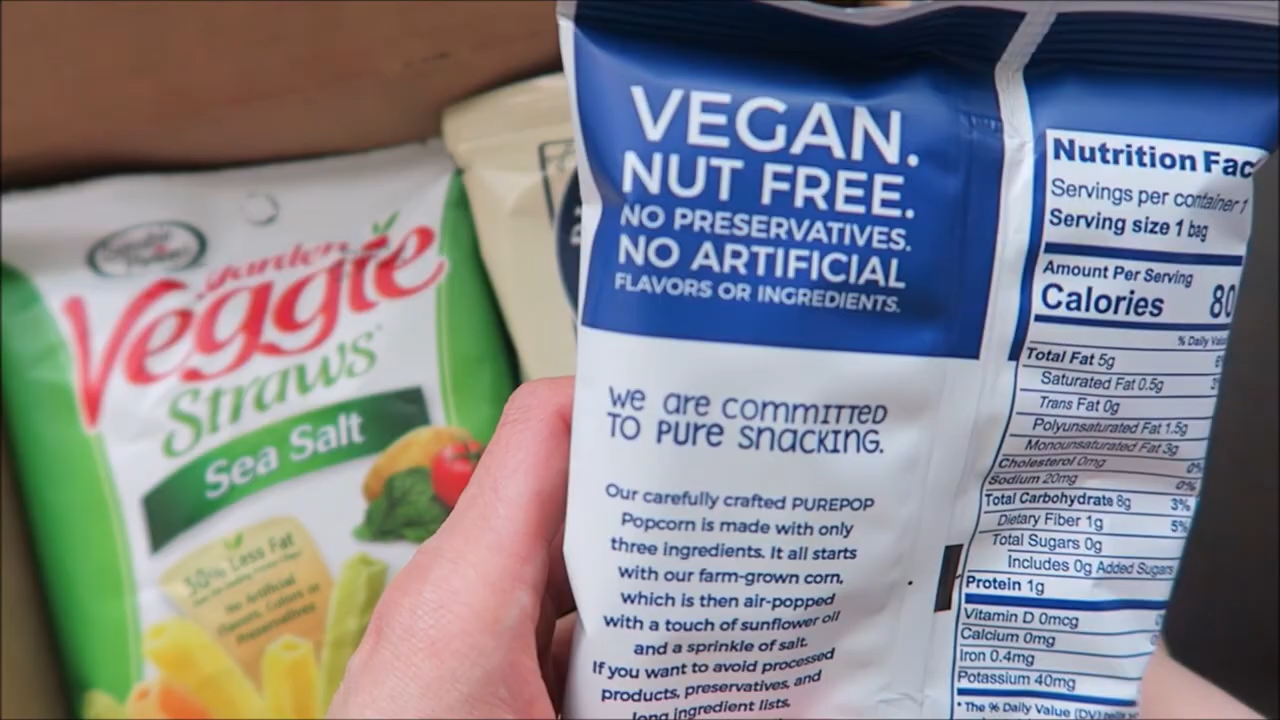 Garden
Veggie
Straws
Sea Salt
30% Less Fat
No Artificial
Flavors, Colors or
Preservatives
VEGAN.
NUT FREE.
NO PRESERVATIVES.
NO ARTIFICIAL
FLAVORS OR INGREDIENTS.
We are committed
to pure snacking.
Our carefully crafted PUREPOP
Popcorn is made with only
three ingredients. It all starts
with our farm-grown corn,
which is then air-popped
with a touch of sunflower oil
and a sprinkle of salt.
If you want to avoid processed
products, preservatives, and
long ingredient lists,
Nutrition Fac
Servings per container 1
Serving size 1 bag
Amount Per Serving
Calories 80
% Daily Valu
Total Fat 5g
Saturated Fat 0.5g
Trans Fat 0g
Polyunsaturated Fat 1.5g
Monounsaturated Fat 3g
Cholesterol 0mg 0%
Sodium 20mg 0%
Total Carbohydrate 8g 3%
Dietary Fiber 1g 5%
Total Sugars 0g
Includes 0g Added Sugars
Protein 1g
Vitamin D 0mcg
Calcium 0mg
Iron 0.4mg
Potassium 40mg
* The % Daily Value (DV)